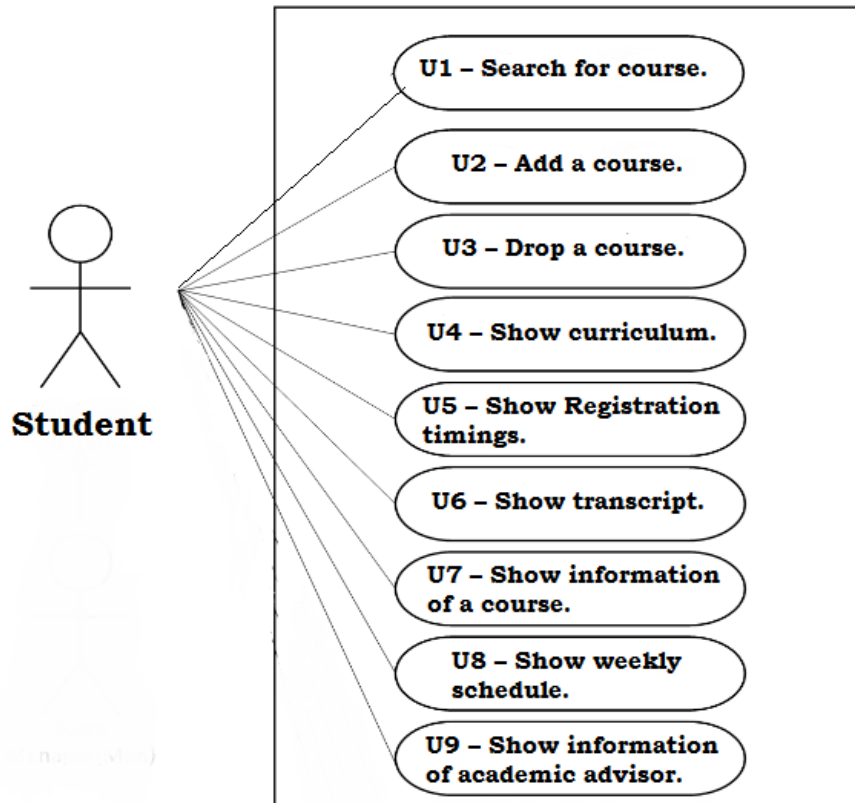 U1 – Search for course.
U2 – Add a course.
U3 – Drop a course.
U4 – Show curriculum.
U5 – Show Registration
timings.
U6 – Show transcript.
U7 – Show information
of a course.
U8 – Show weekly
schedule.
U9 – Show information
of academic advisor.
Student